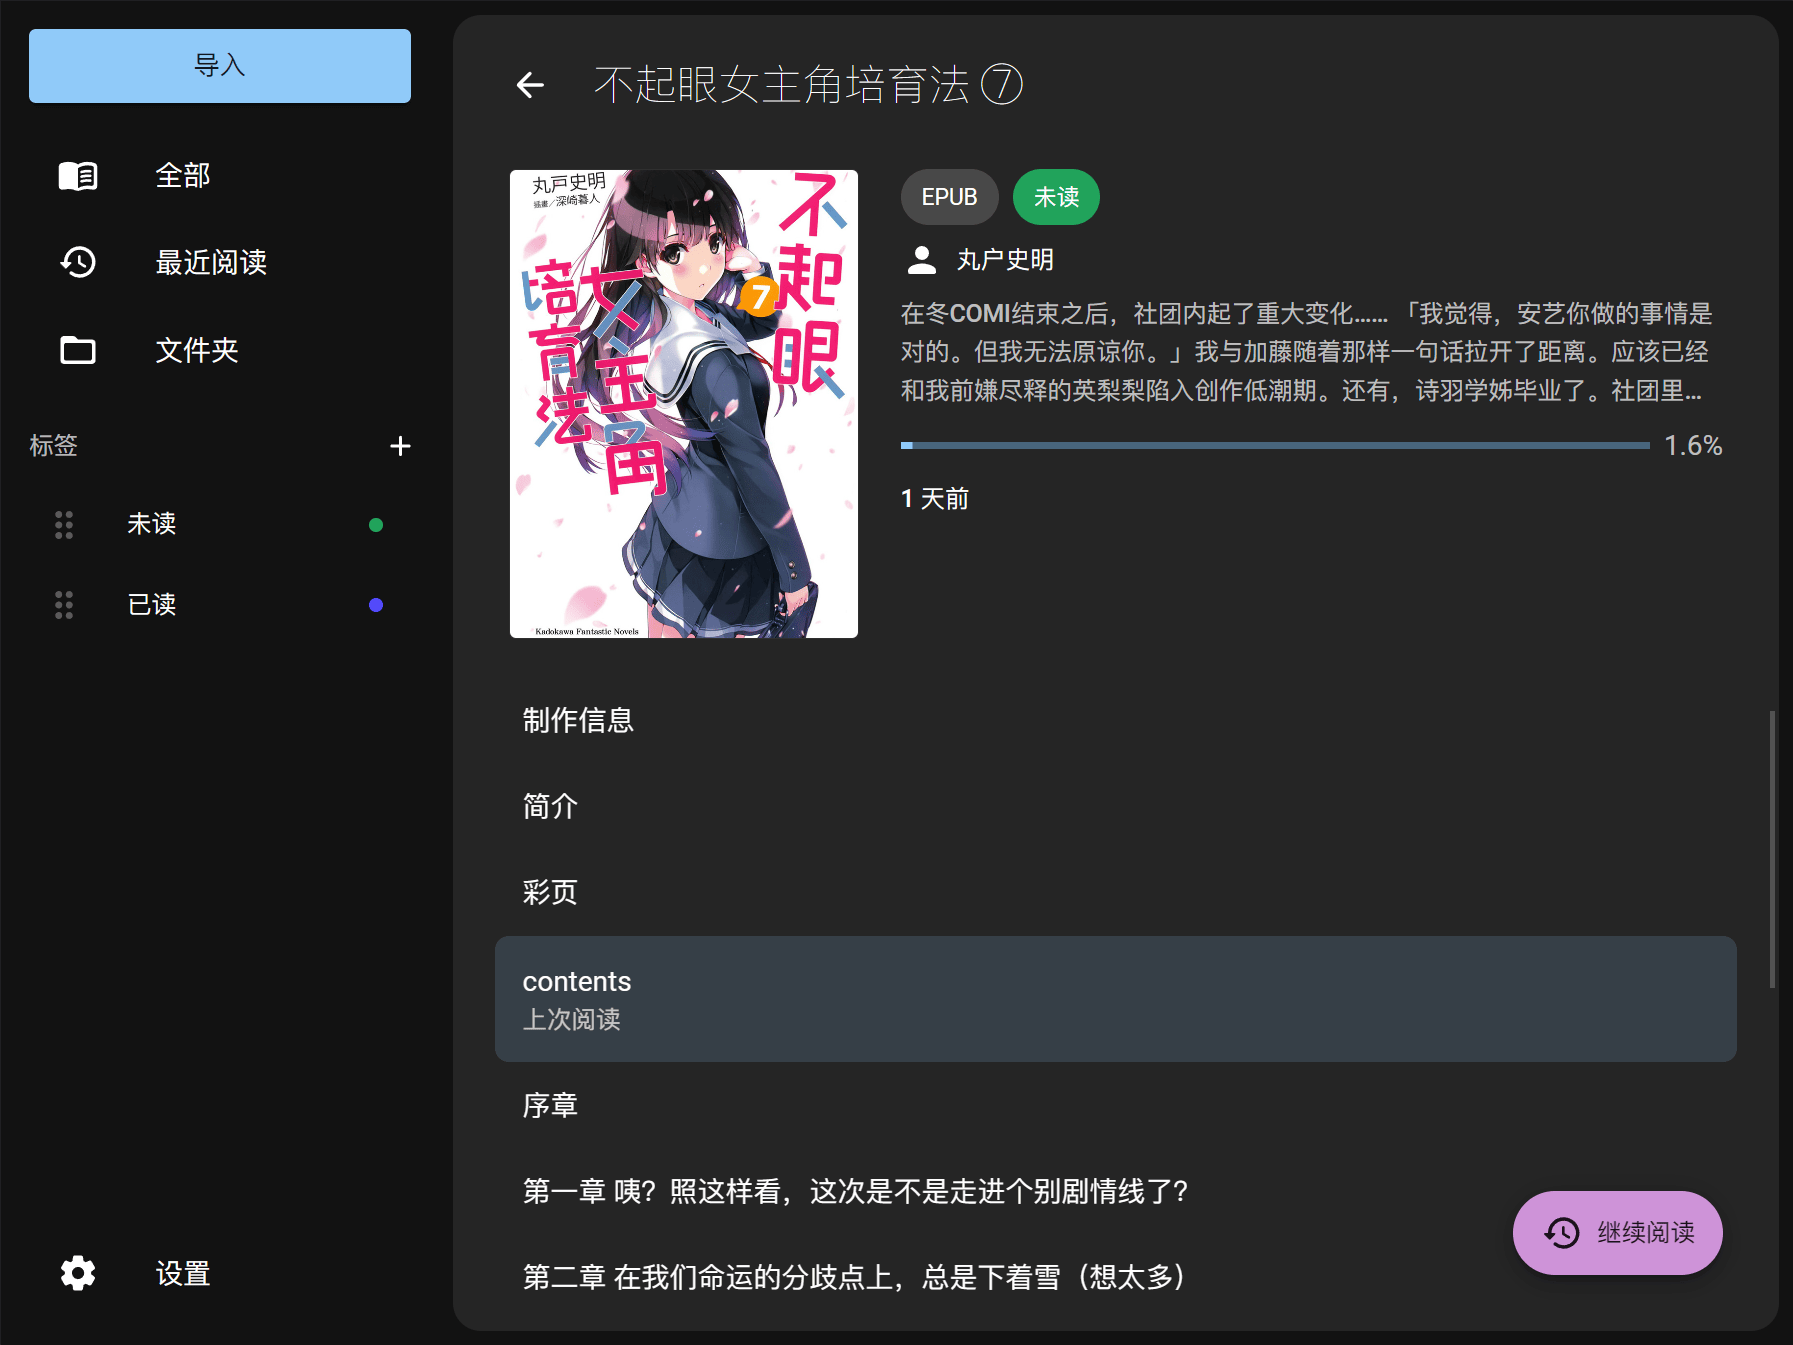 导入
全部
最近阅读
文件夹
标签
未读
已读
设置
不起眼女主角培育法 ⑦
丸戸史明
插畫／深崎暮人
不起眼
女主角
培育法
7
Kadokawa Fantastic Novels
EPUB
未读
丸户史明
在冬COMI结束之后，社团内起了重大变化…… 「我觉得，安艺你做的事情是
对的。但我无法原谅你。」我与加藤随着那样一句话拉开了距离。应该已经
和我前嫌尽释的英梨梨陷入创作低潮期。还有，诗羽学姊毕业了。社团里...
1.6%
1 天前
制作信息
简介
彩页
contents
上次阅读
序章
第一章 咦？照这样看，这次是不是走进个别剧情线了？
第二章 在我们命运的分歧点上，总是下着雪（想太多）
继续阅读